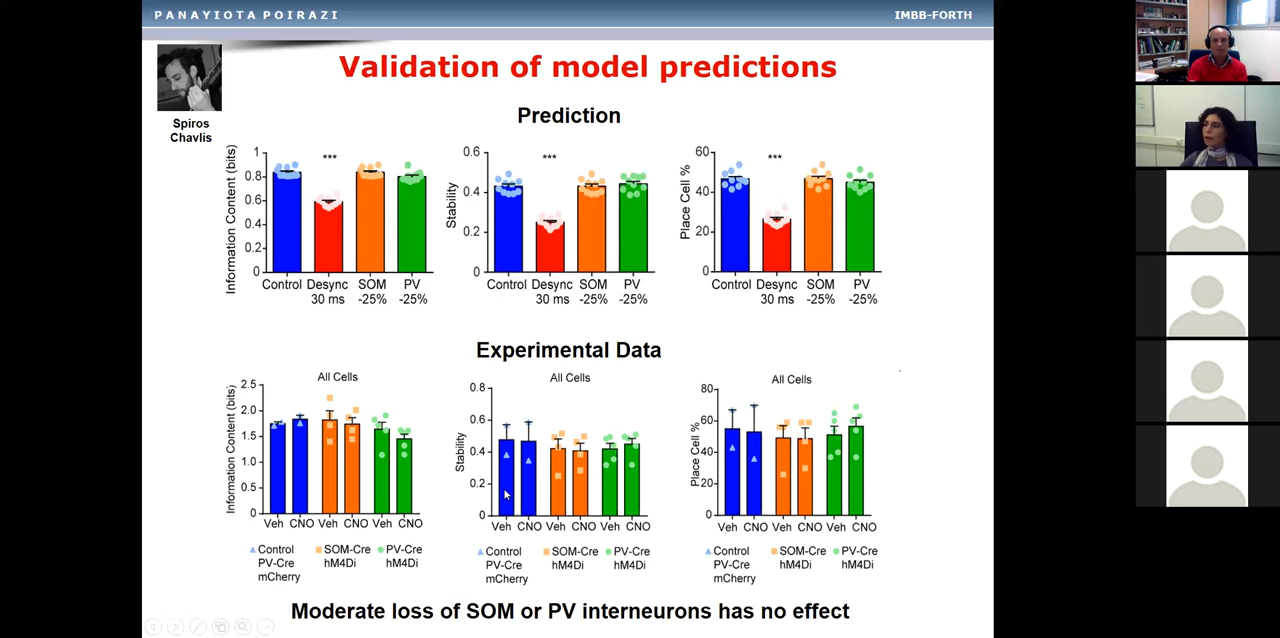 PANAYIOTA POIRAZI
IMBB-FORTH
Validation of model predictions
Spiros
Chavlis
Prediction
Information Content (bits)
1
0.8
0.6
0.4
0.2
0
***
Control
Desync
30 ms
SOM
-25%
PV
-25%
Stability
0.6
0.4
0.2
0
***
Control
Desync
30 ms
SOM
-25%
PV
-25%
Place Cell %
60
40
20
0
***
Control
Desync
30 ms
SOM
-25%
PV
-25%
Experimental Data
All Cells
Information Content (bits)
2.5
2.0
1.5
1.0
0.5
0
Veh CNO Veh CNO Veh CNO
Control
PV-Cre
mCherry
SOM-Cre
hM4Di
PV-Cre
hM4Di
All Cells
Stability
0.8
0.6
0.4
0.2
0
Veh CNO Veh CNO Veh CNO
Control
PV-Cre
mCherry
SOM-Cre
hM4Di
PV-Cre
hM4Di
All Cells
Place Cell %
80
60
40
20
0
Veh CNO Veh CNO Veh CNO
Control
PV-Cre
mCherry
SOM-Cre
hM4Di
PV-Cre
hM4Di
Moderate loss of SOM or PV interneurons has no effect